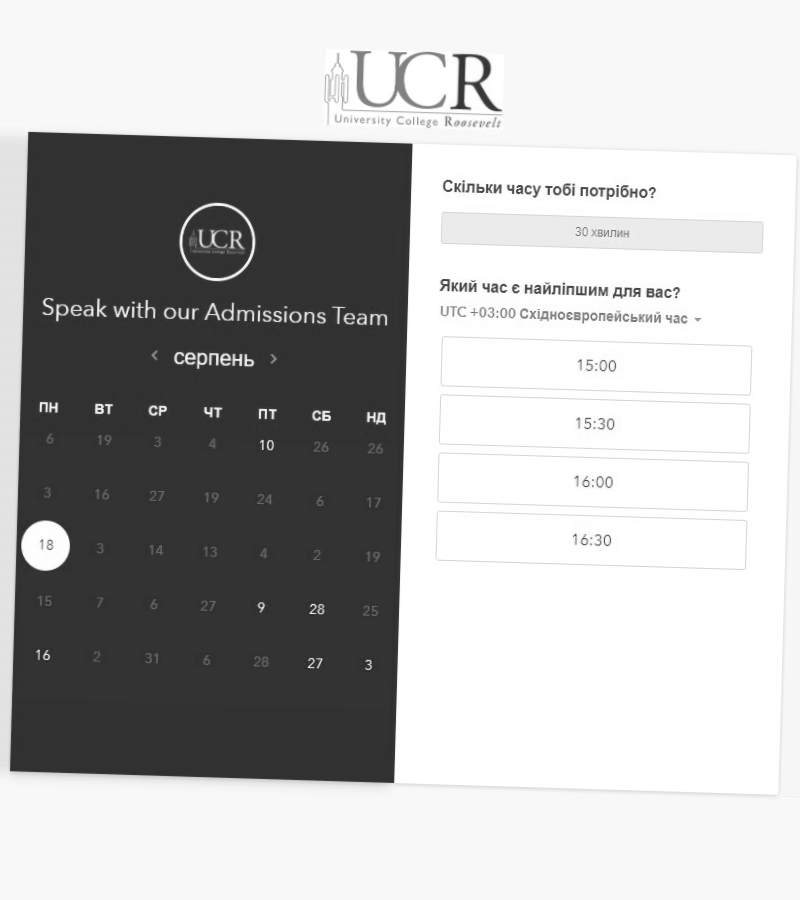 UCR
University College Roosevelt
UCR
Speak with our Admissions Team
серпень
ПН ВТ СР ЧТ ПТ СБ НД
6 19 3 4 10 26 26
3 16 27 19 24 6 17
18 3 14 13 4 2 19
15 7 6 27 9 28 25
16 2 31 6 28 27 3
Скільки часу тобі потрібно?
30 хвилин
Який час є найліпшим для вас?
UTC +03:00 Східноєвропейський час
15:00
15:30
16:00
16:30